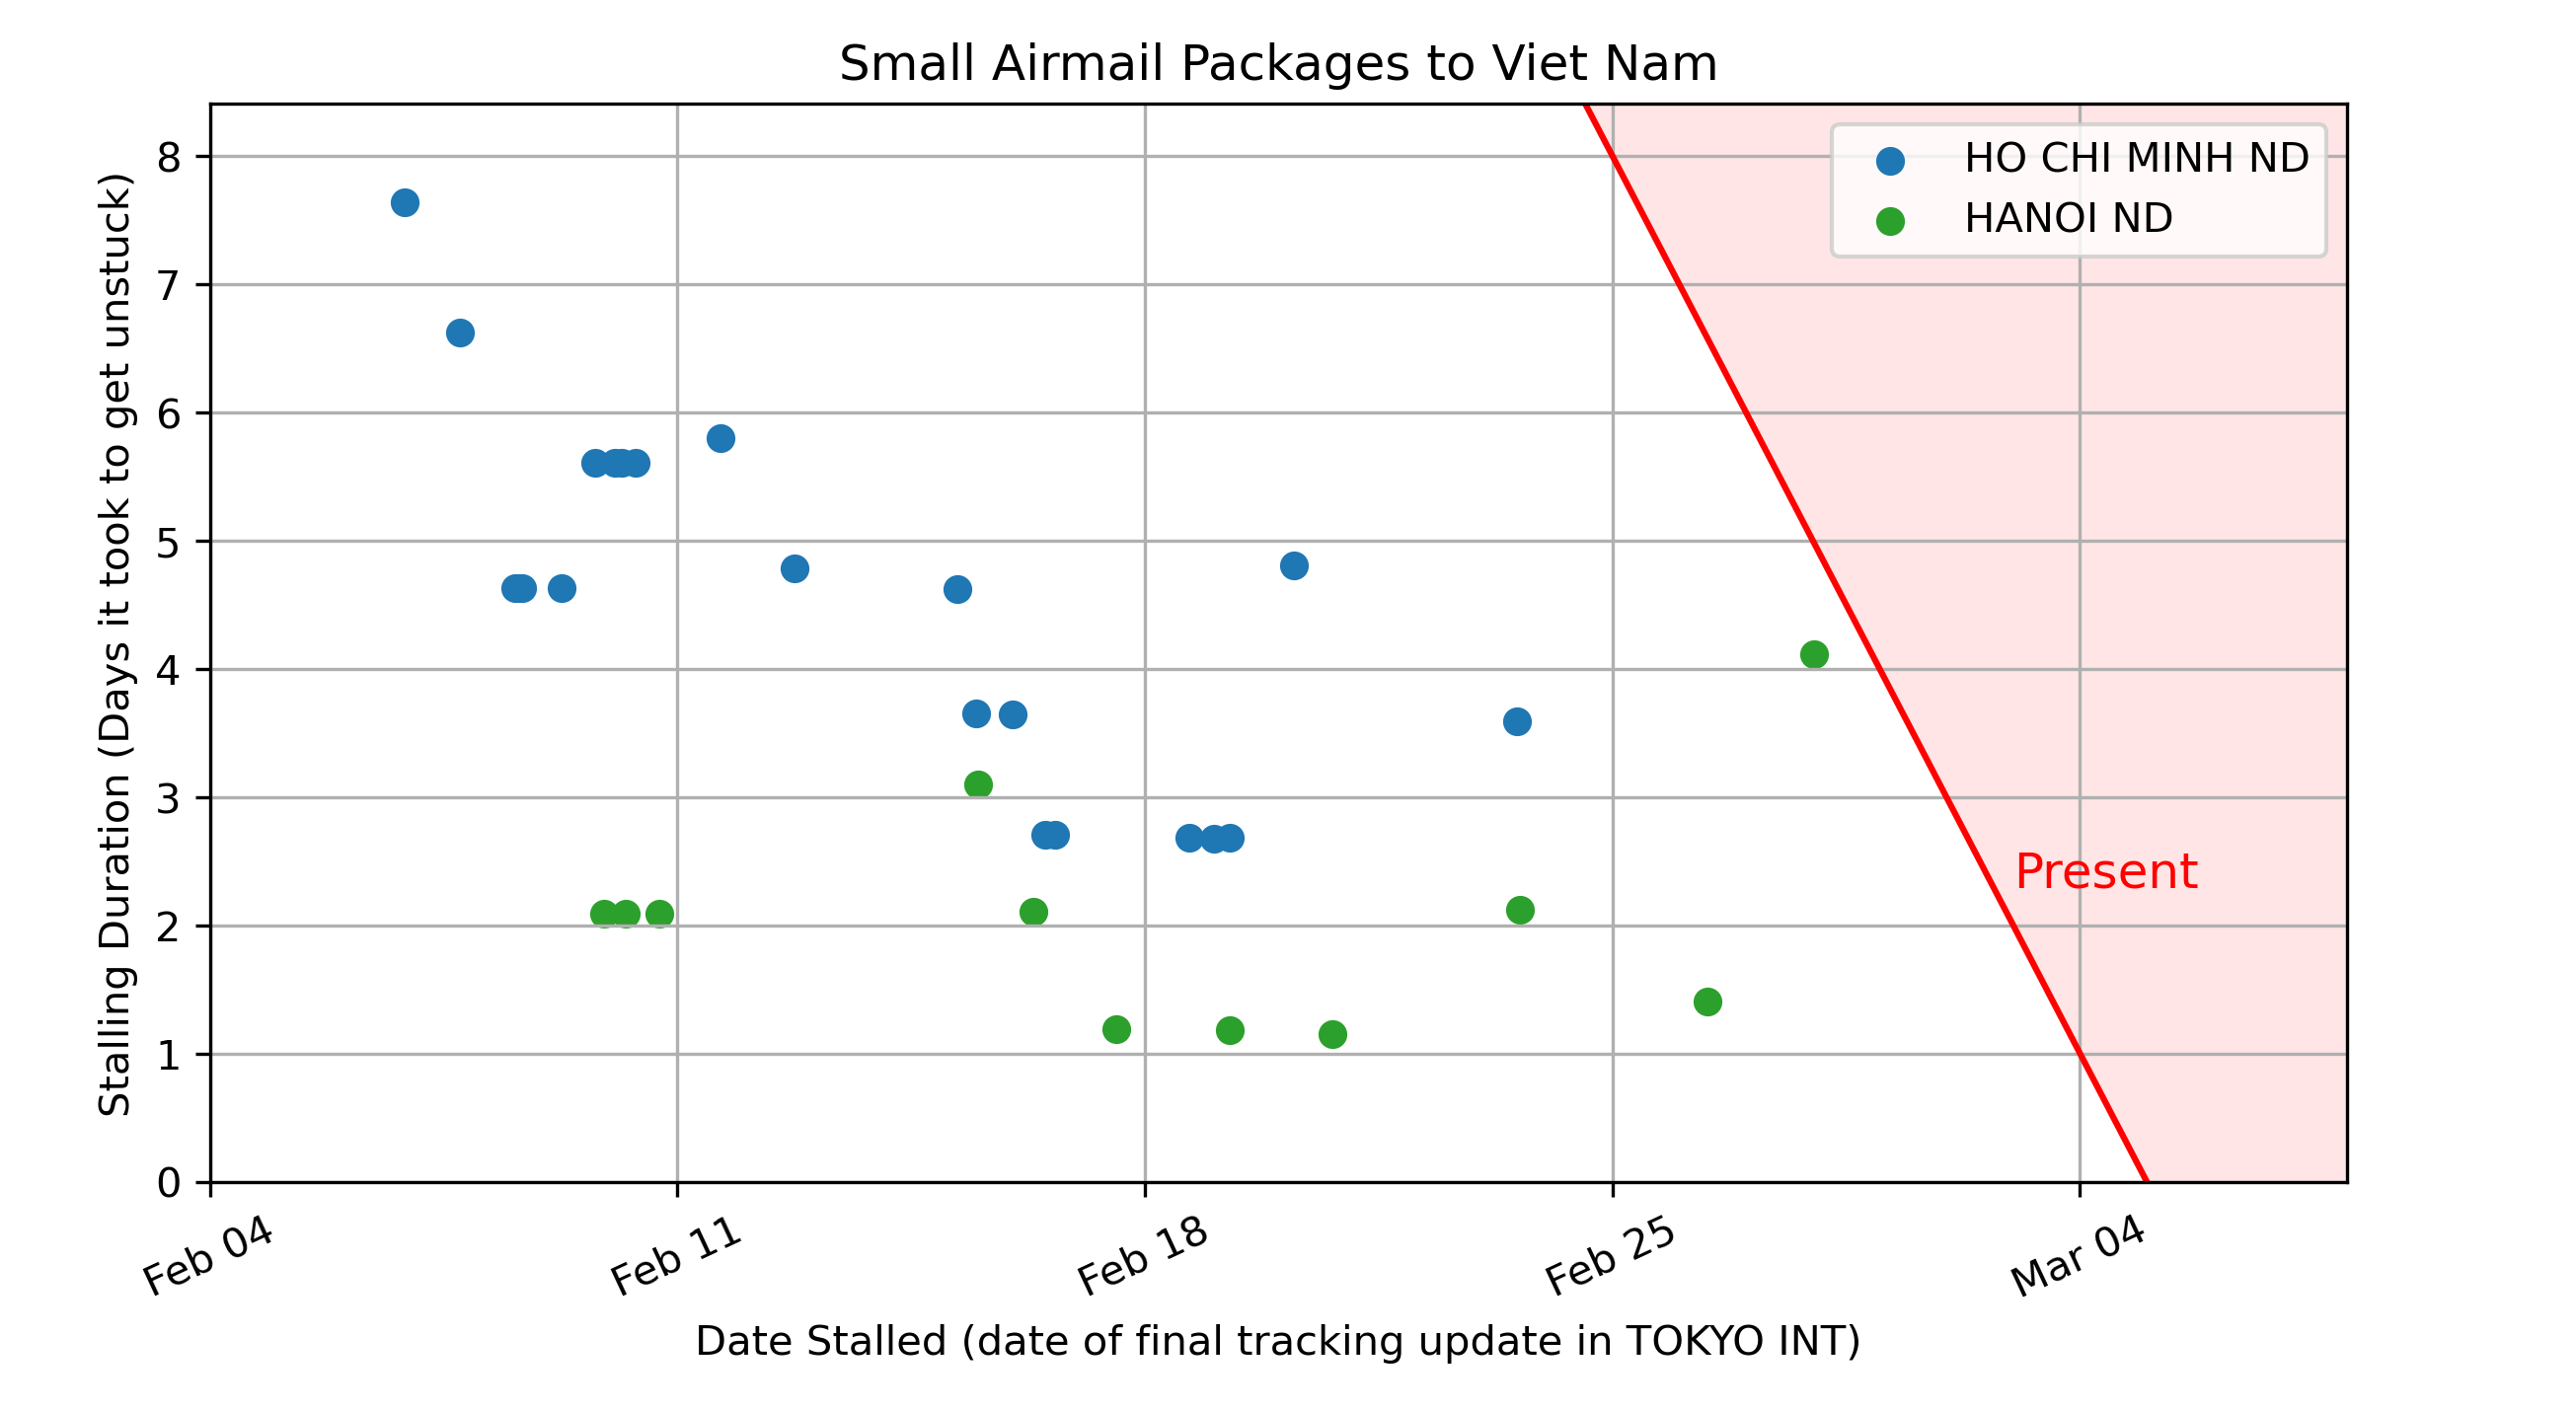 Small Airmail Packages to Viet Nam
HO CHI MINH ND
HANOI ND
Present
Stalling Duration (Days it took to get unstuck)
8
7
6
5
4
3
2
1
0
Feb 04
Feb 11
Feb 18
Feb 25
Mar 04
Date Stalled (date of final tracking update in TOKYO INT)